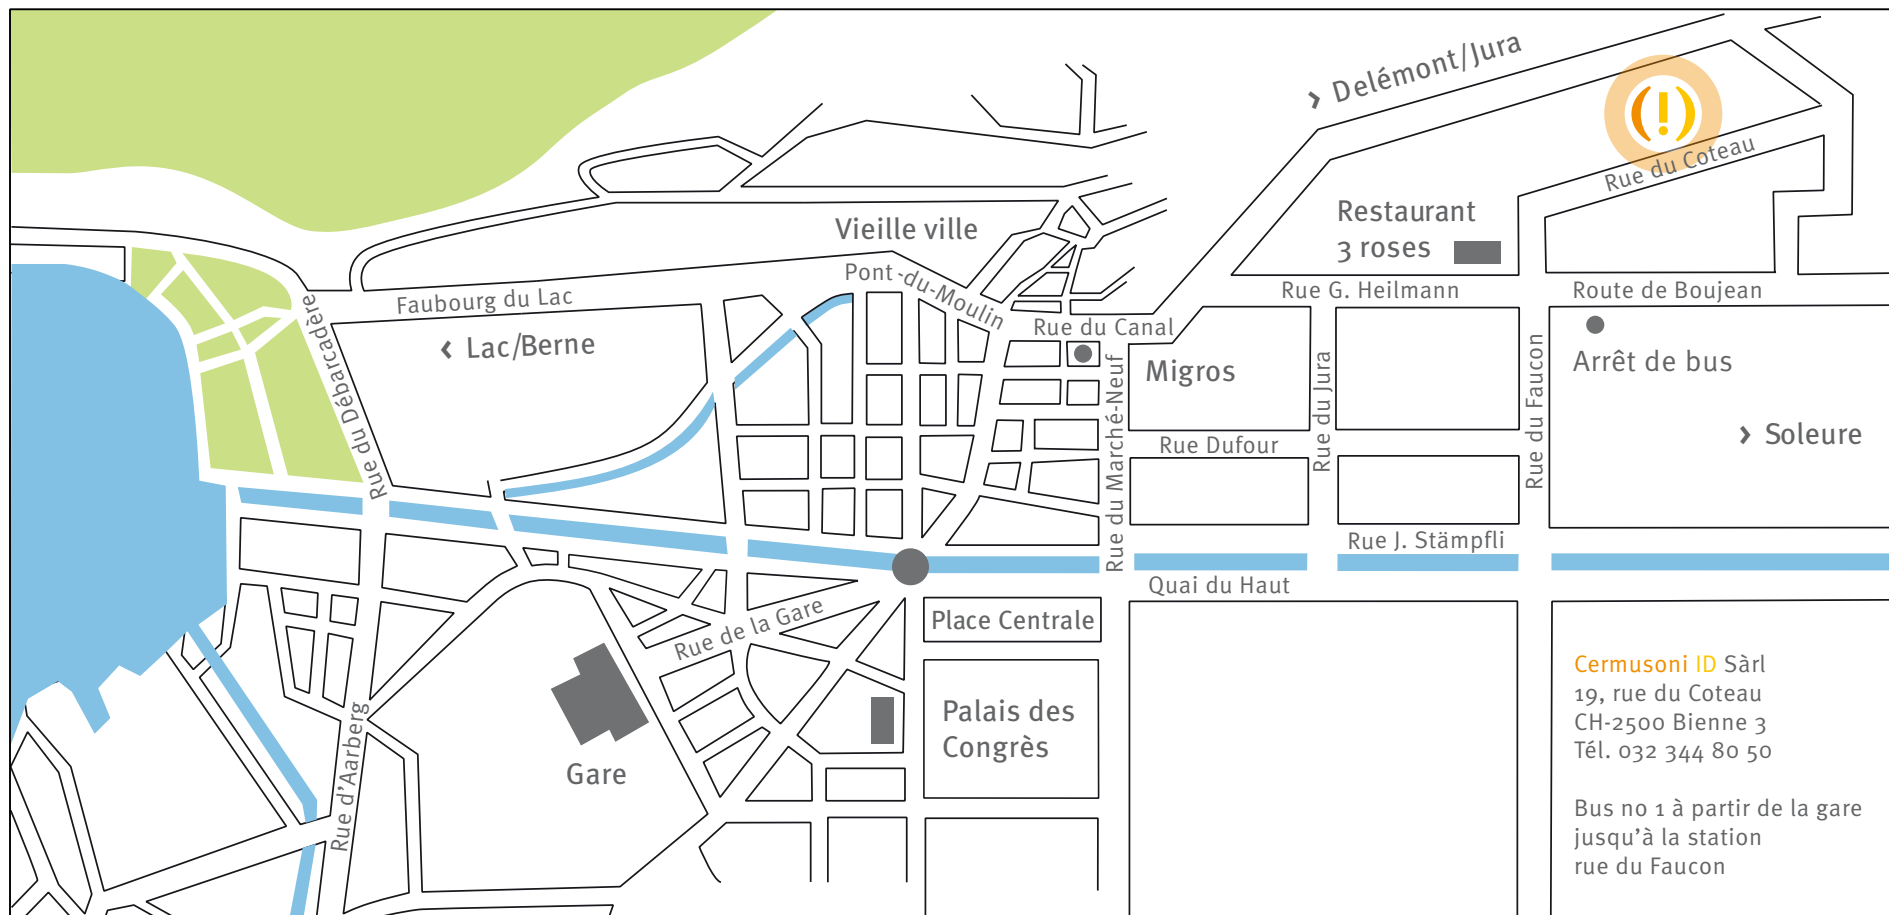 Delémont/Jura
(!)
Rue du Coteau
Restaurant
3 roses
Vieille ville
Pont-du-Moulin
Rue G. Heilmann
Route de Boujean
Faubourg du Lac
Rue du Canal
Lac/Berne
Arrêt de bus
Migros
Rue du Débarcadère
Rue du Marché-Neuf
Rue du Jura
Rue du Faucon
Soleure
Rue Dufour
Rue J. Stämpfli
Quai du Haut
Rue de la Gare
Place Centrale
Palais des
Congrès
Gare
Rue d'Aarberg
Cermusoni ID Sàrl
19, rue du Coteau
CH-2500 Bienne 3
Tél. 032 344 80 50
Bus no 1 à partir de la gare
jusqu'à la station
rue du Faucon